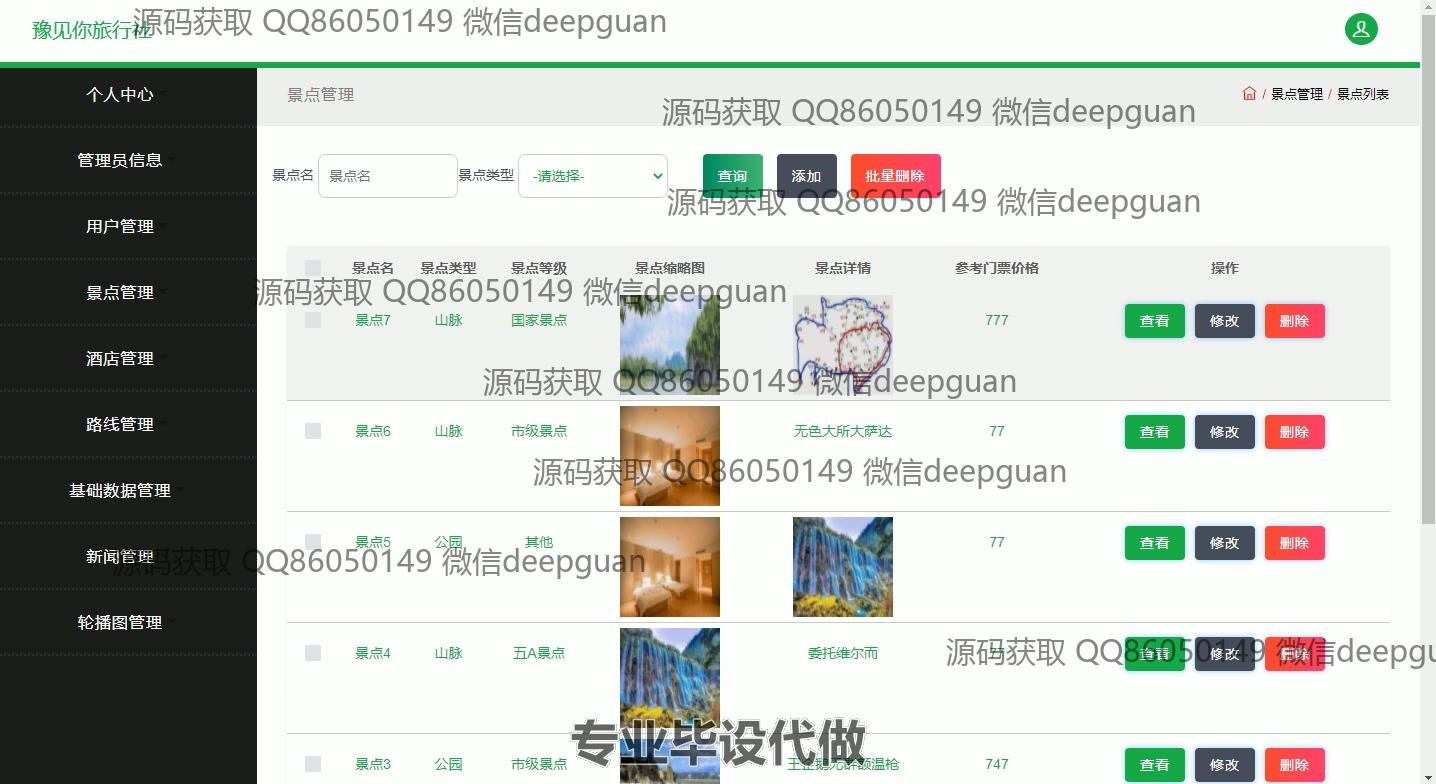 豫见你旅行社
源码获取 QQ86050149 微信deepguan
个人中心
管理员信息
用户管理
景点管理
酒店管理
路线管理
基础数据管理
新闻管理
轮播图管理
景点管理
/ 景点管理 / 景点列表
源码获取 QQ86050149 微信deepguan
景点名 景点名 景点类型 -请选择- 查询 添加 批量删除
源码获取 QQ86050149 微信deepguan
景点名 景点类型 景点等级 景点缩略图 景点详情 参考门票价格 操作
源码获取 QQ86050149 微信deepguan
景点7 山脉 国家景点 777 查看 修改 删除
源码获取 QQ86050149 微信deepguan
景点6 山脉 市级景点 无色大所大萨达 77 查看 修改 删除
源码获取 QQ86050149 微信deepguan
景点5 公园 其他 77 查看 修改 删除
源码获取 QQ86050149 微信deepguan
景点4 山脉 五A景点 委托维尔而 查看 修改 删除
源码获取 QQ86050149 微信deepgu
专业毕设代做
景点3 公园 市级景点 747 查看 修改 删除